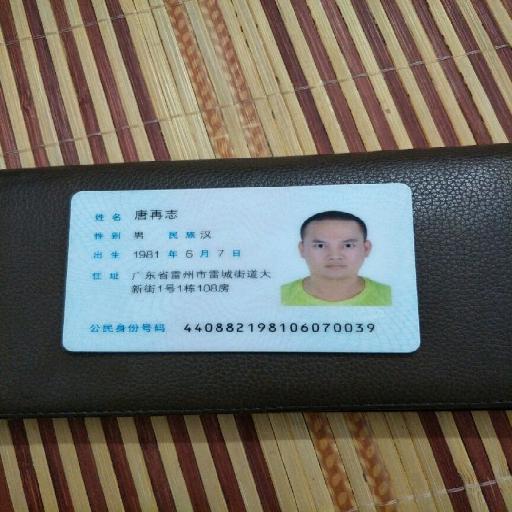 姓名 唐再志
性别 男 民族 汉
出生 1981 年 6 月 7 日
住址 广东省雷州市雷城街道大
新街1号1栋108房
公民身份号码 440882198106070039